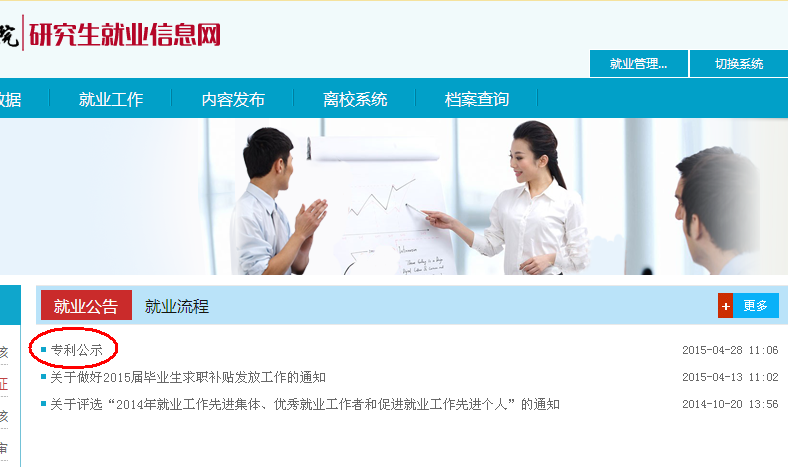 院 研究生就业信息网
就业管理... 切换系统
数据 就业工作 内容发布 离校系统 档案查询
就业公告 就业流程 + 更多
专利公示 2015-04-28 11:06
核
关于做好2015届毕业生求职补贴发放工作的通知 2015-04-13 11:02
证
关于评选“2014年就业工作先进集体、优秀就业工作者和促进就业工作先进个人”的通知 2014-10-20 13:56
核
审